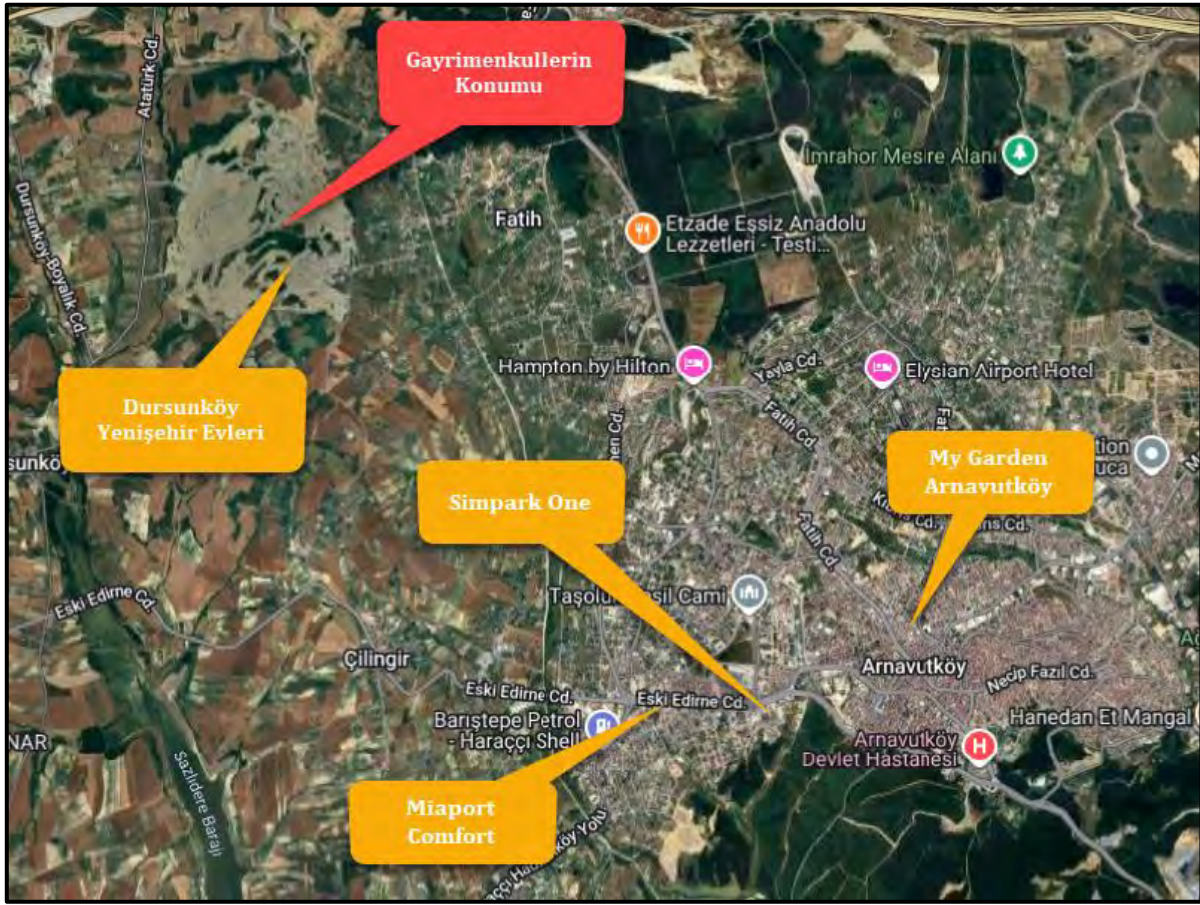 Gayrimenkullerin
Konumu
Atatürk Cd.
İmrahor Mesire Alanı
Dursunköy-Boyalık Cd.
Fatih
Etzade Eşsiz Anadolu
Lezzetleri - Testi...
Hampton by Hilton
Yayla Cd.
Elysian Airport Hotel
Dursunköy
Yenişehir Evleri
Fatih Cd.
My Garden
Arnavutköy
Simpark One
Fatih Cd.
Eski Edirne Cd.
Çilingir
Arnavutköy
Necip Fazıl Cd.
Eski Edirne Cd.
Eski Edirne Cd.
Barıştepe Petrol
- Haraççı Shell
Hanedan Et Mangal
Arnavutköy
Devlet Hastanesi
NAR
Sazlıdere Barajı
Miaport
Comfort